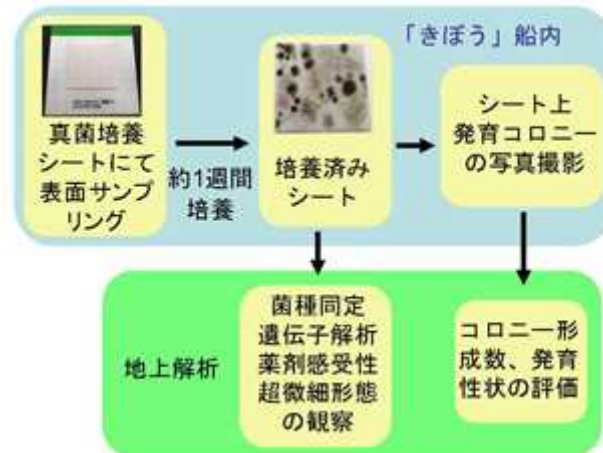 「きぼう」船内
真菌培養
シートにて
表面サンプ
リング
約1週間
培養
培養済み
シート
シート上
発育コロニー
の写真撮影
地上解析
菌種同定
遺伝子解析
薬剤感受性
超微細形態
の観察
コロニー形
成数、発育
性状の評価